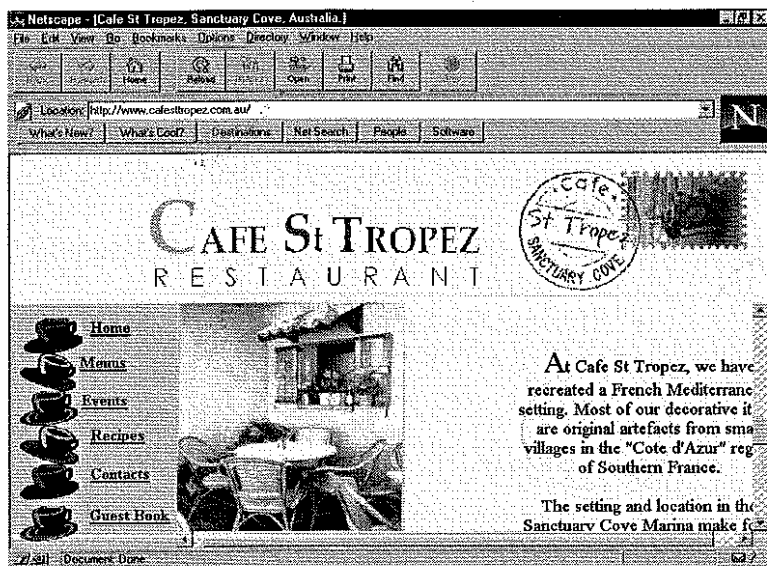 Netscape - [Cafe St Tropez, Sanctuary Cove, Australia.]
File Edit View Go Bookmarks Options Directory Window Help
Home Reload Open Print Find
Location: http://www.cafesttropez.com.au/
What's New? What's Cool? Destinations Net Search People Software
N
Cafe
St Tropez
SANCTUARY COVE
CAFE St TROPEZ
RESTAURANT
Home
Menus
Events
Recipes
Contacts
Guest Book
At Cafe St Tropez, we have
recreated a French Mediterrane
setting. Most of our decorative it
are original artefacts from sma
villages in the "Cote d'Azur" reg
of Southern France.
The setting and location in the
Sanctuary Cove Marina make fo
Document Done